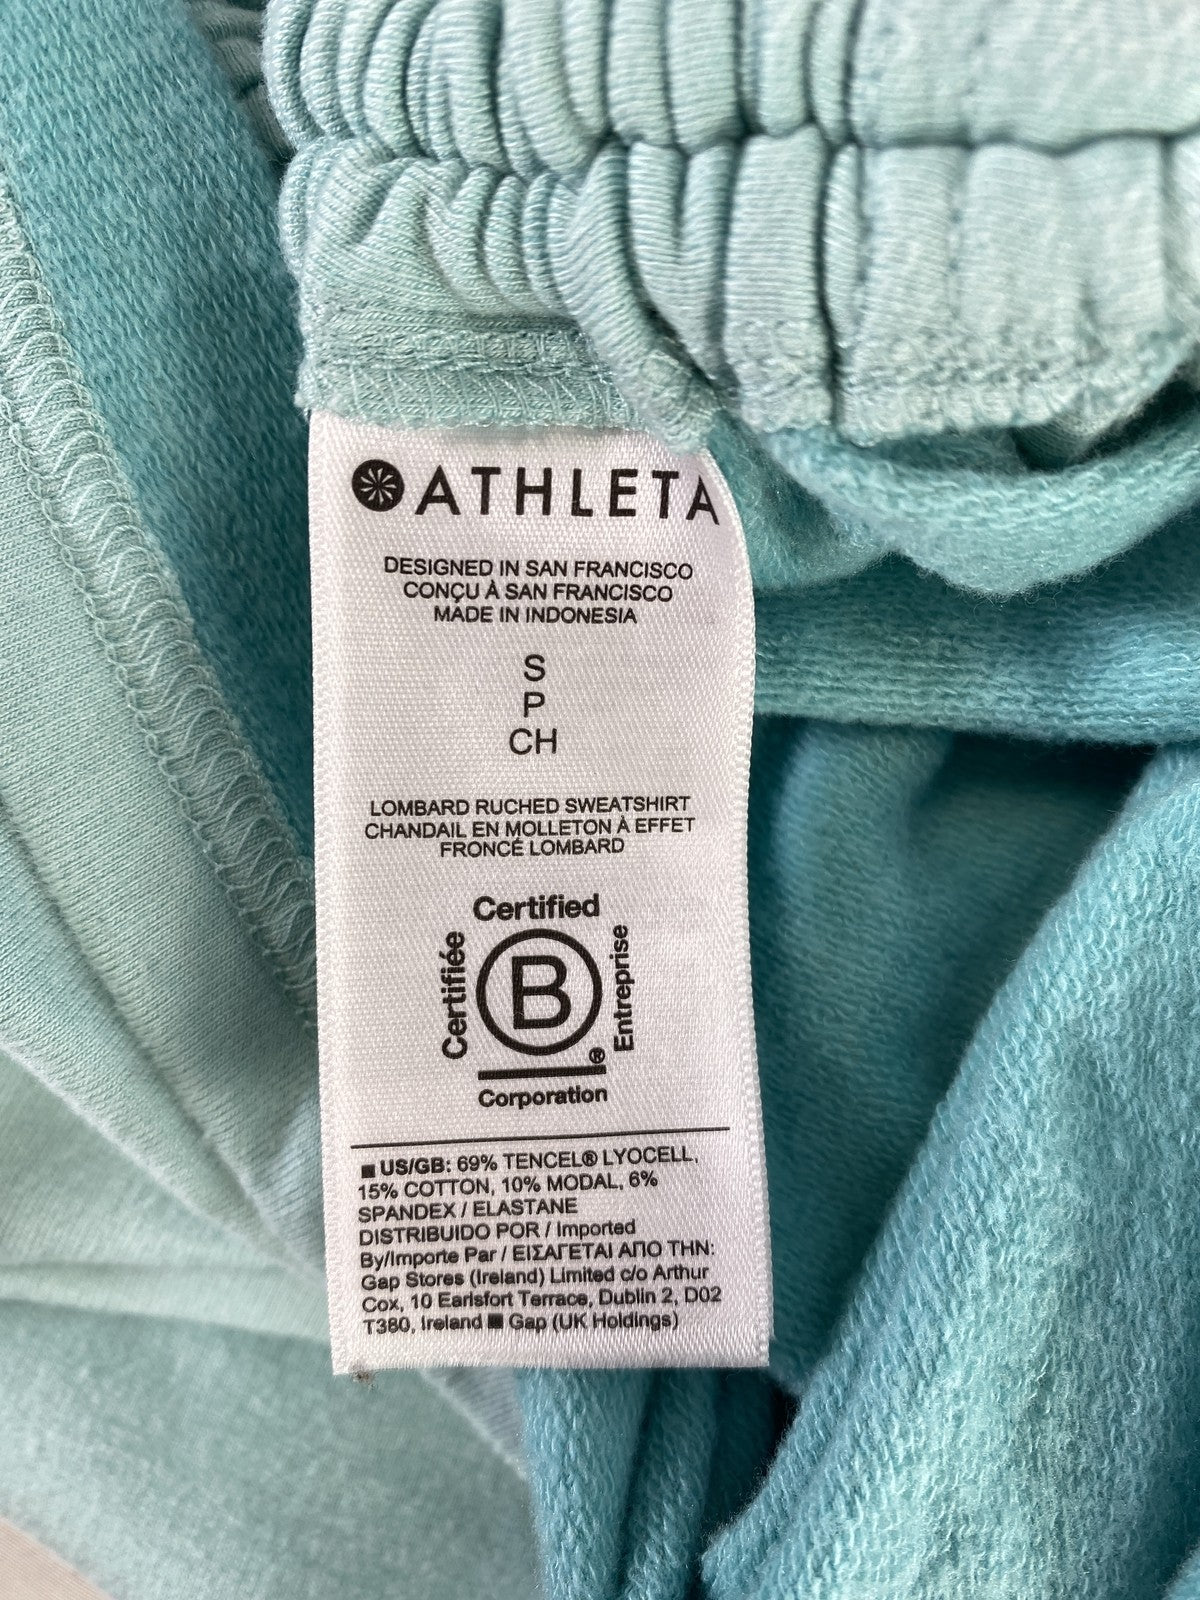 ATHLETA
DESIGNED IN SAN FRANCISCO
CONÇU À SAN FRANCISCO
MADE IN INDONESIA
S
P
CH
LOMBARD RUCHED SWEATSHIRT
CHANDAIL EN MOLLETON À EFFET
FRONCÉ LOMBARD
Certified
Certifiée
B
Entreprise
®
Corporation
■ US/GB: 69% TENCEL® LYOCELL,
15% COTTON, 10% MODAL, 6%
SPANDEX / ELASTANE
DISTRIBUIDO POR / Imported
By/Importe Par / ΕΙΣΑΓΕΤΑΙ ΑΠΟ ΤΗΝ:
Gap Stores (Ireland) Limited c/o Arthur
Cox, 10 Earlsfort Terrace, Dublin 2, D02
T380, Ireland ■ Gap (UK Holdings)